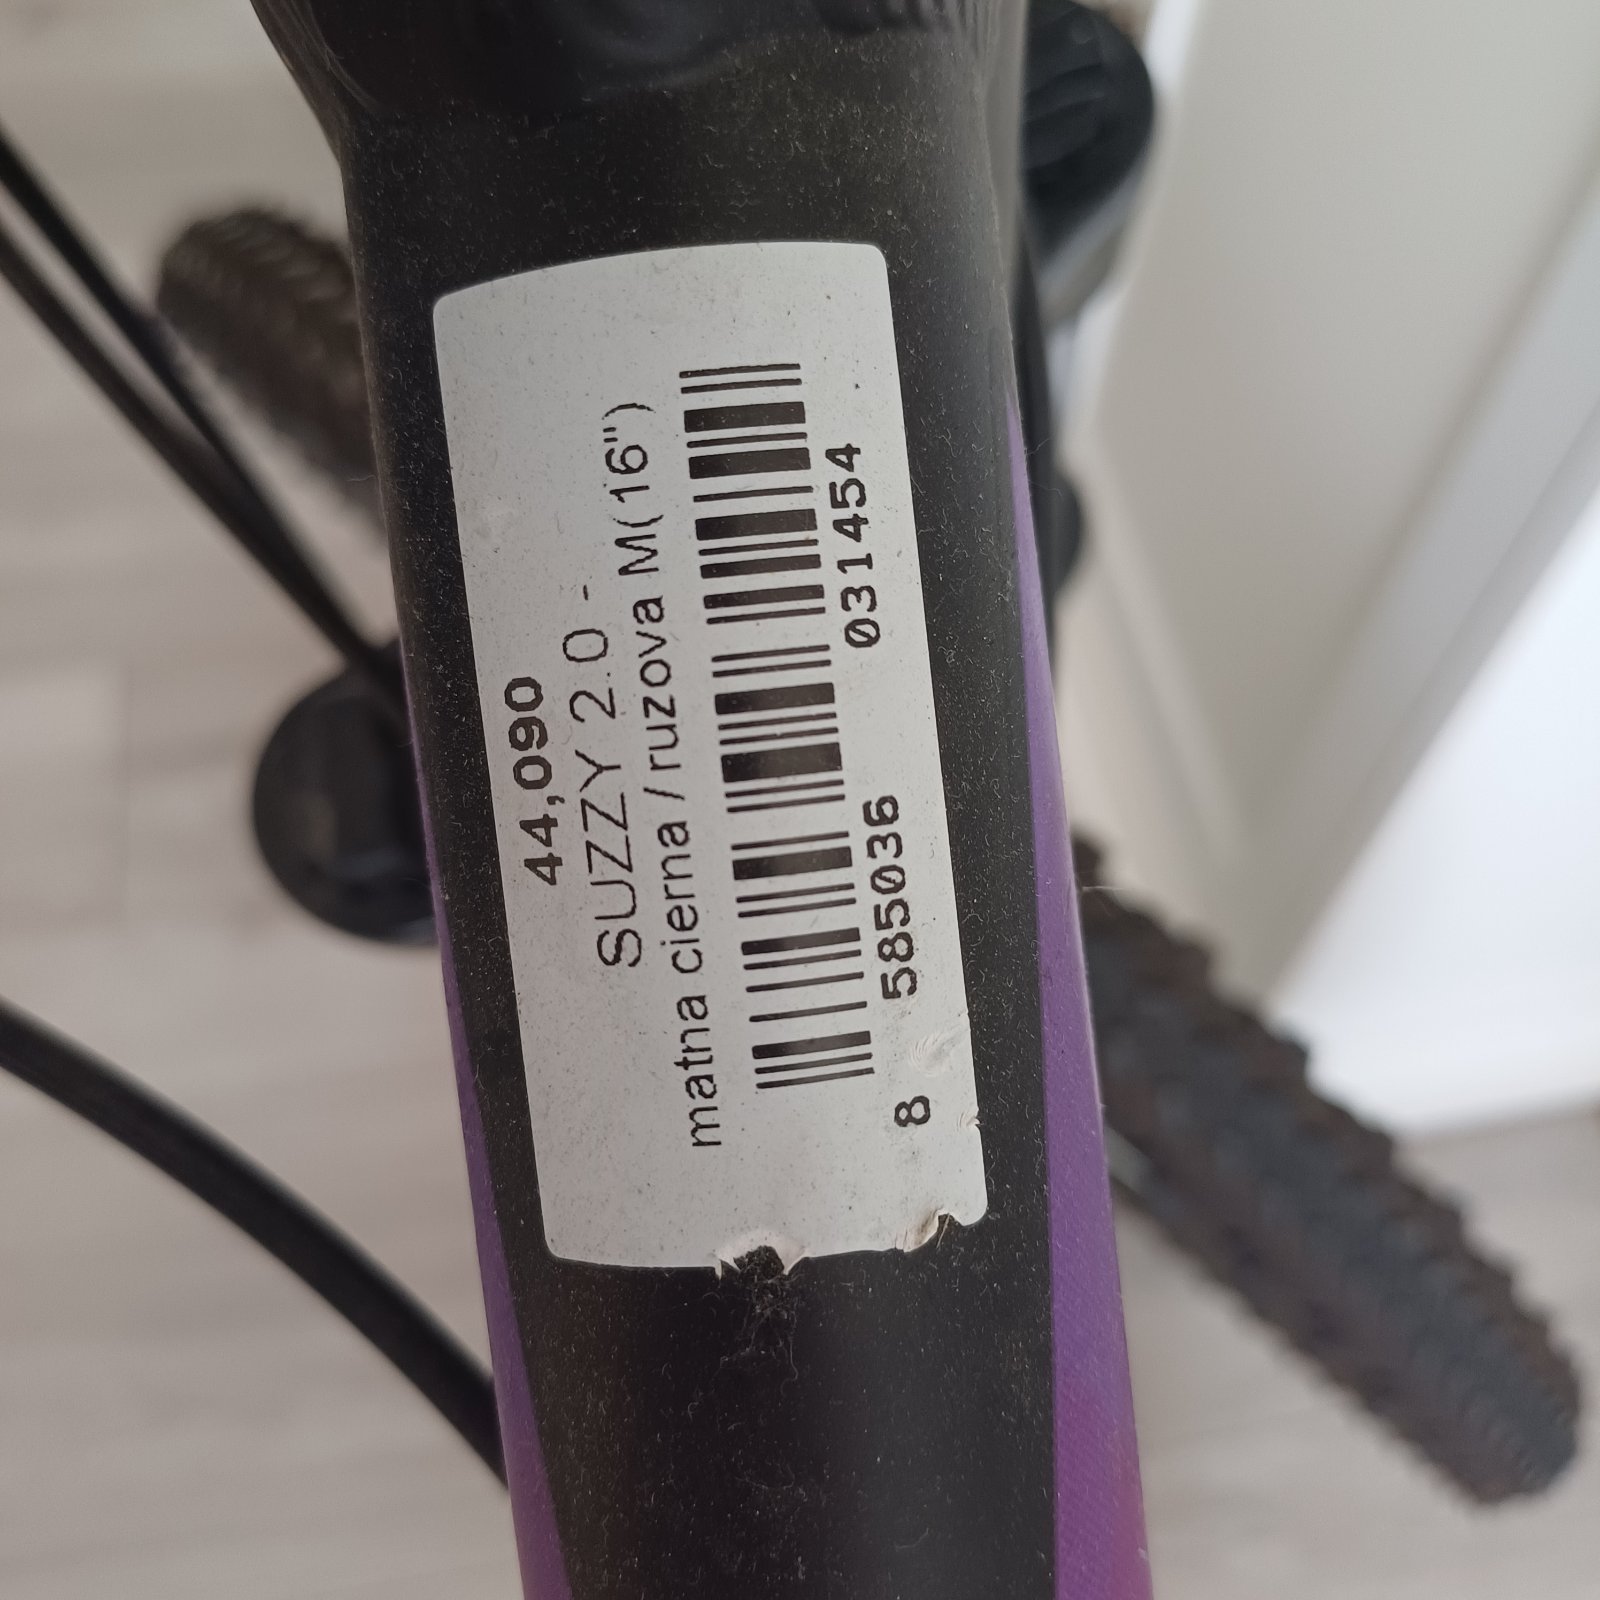 44,090
SUZZY 2.0 -
matna cierna / ruzova M(16")
8 585036 031454